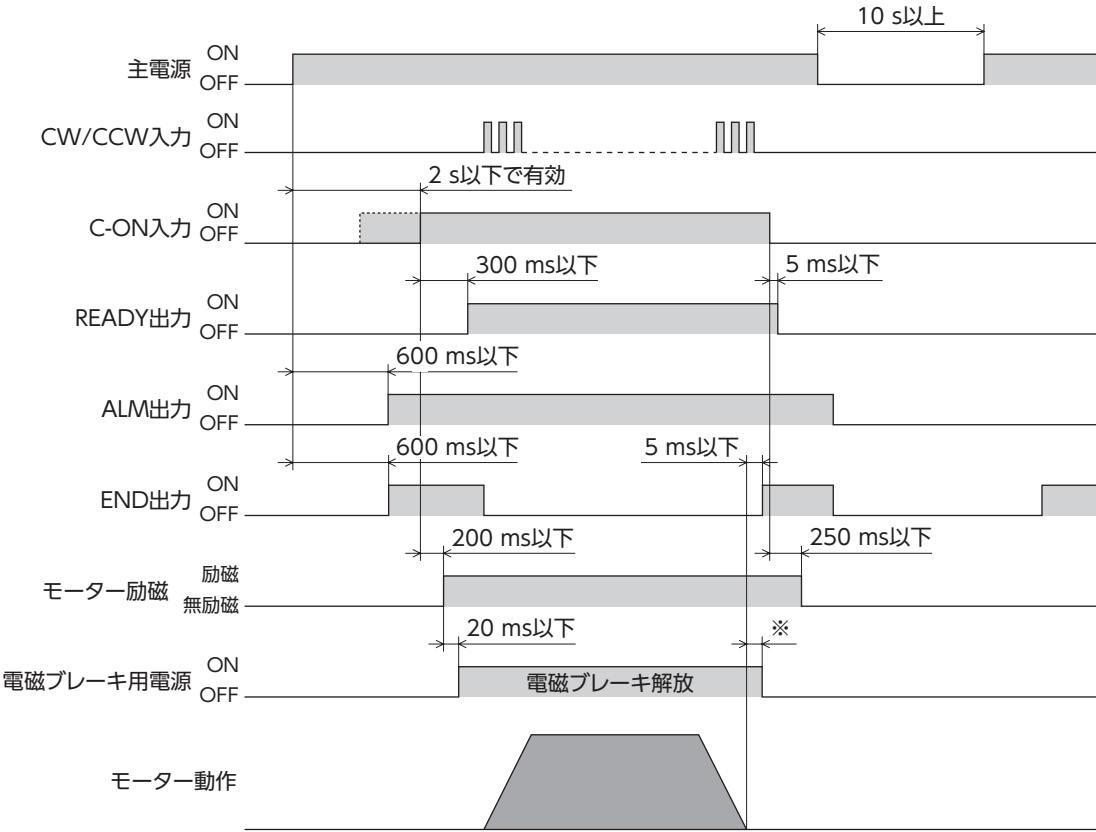 10 s以上
主電源 ON
OFF
CW/CCW入力 ON
OFF
2 s以下で有効
C-ON入力 ON
OFF
300 ms以下 5 ms以下
READY出力 ON
OFF
600 ms以下
ALM出力 ON
OFF
600 ms以下 5 ms以下
END出力 ON
OFF
200 ms以下 250 ms以下
モーター励磁 励磁
無励磁
20 ms以下 ※
電磁ブレーキ用電源 ON
OFF
電磁ブレーキ解放
モーター動作